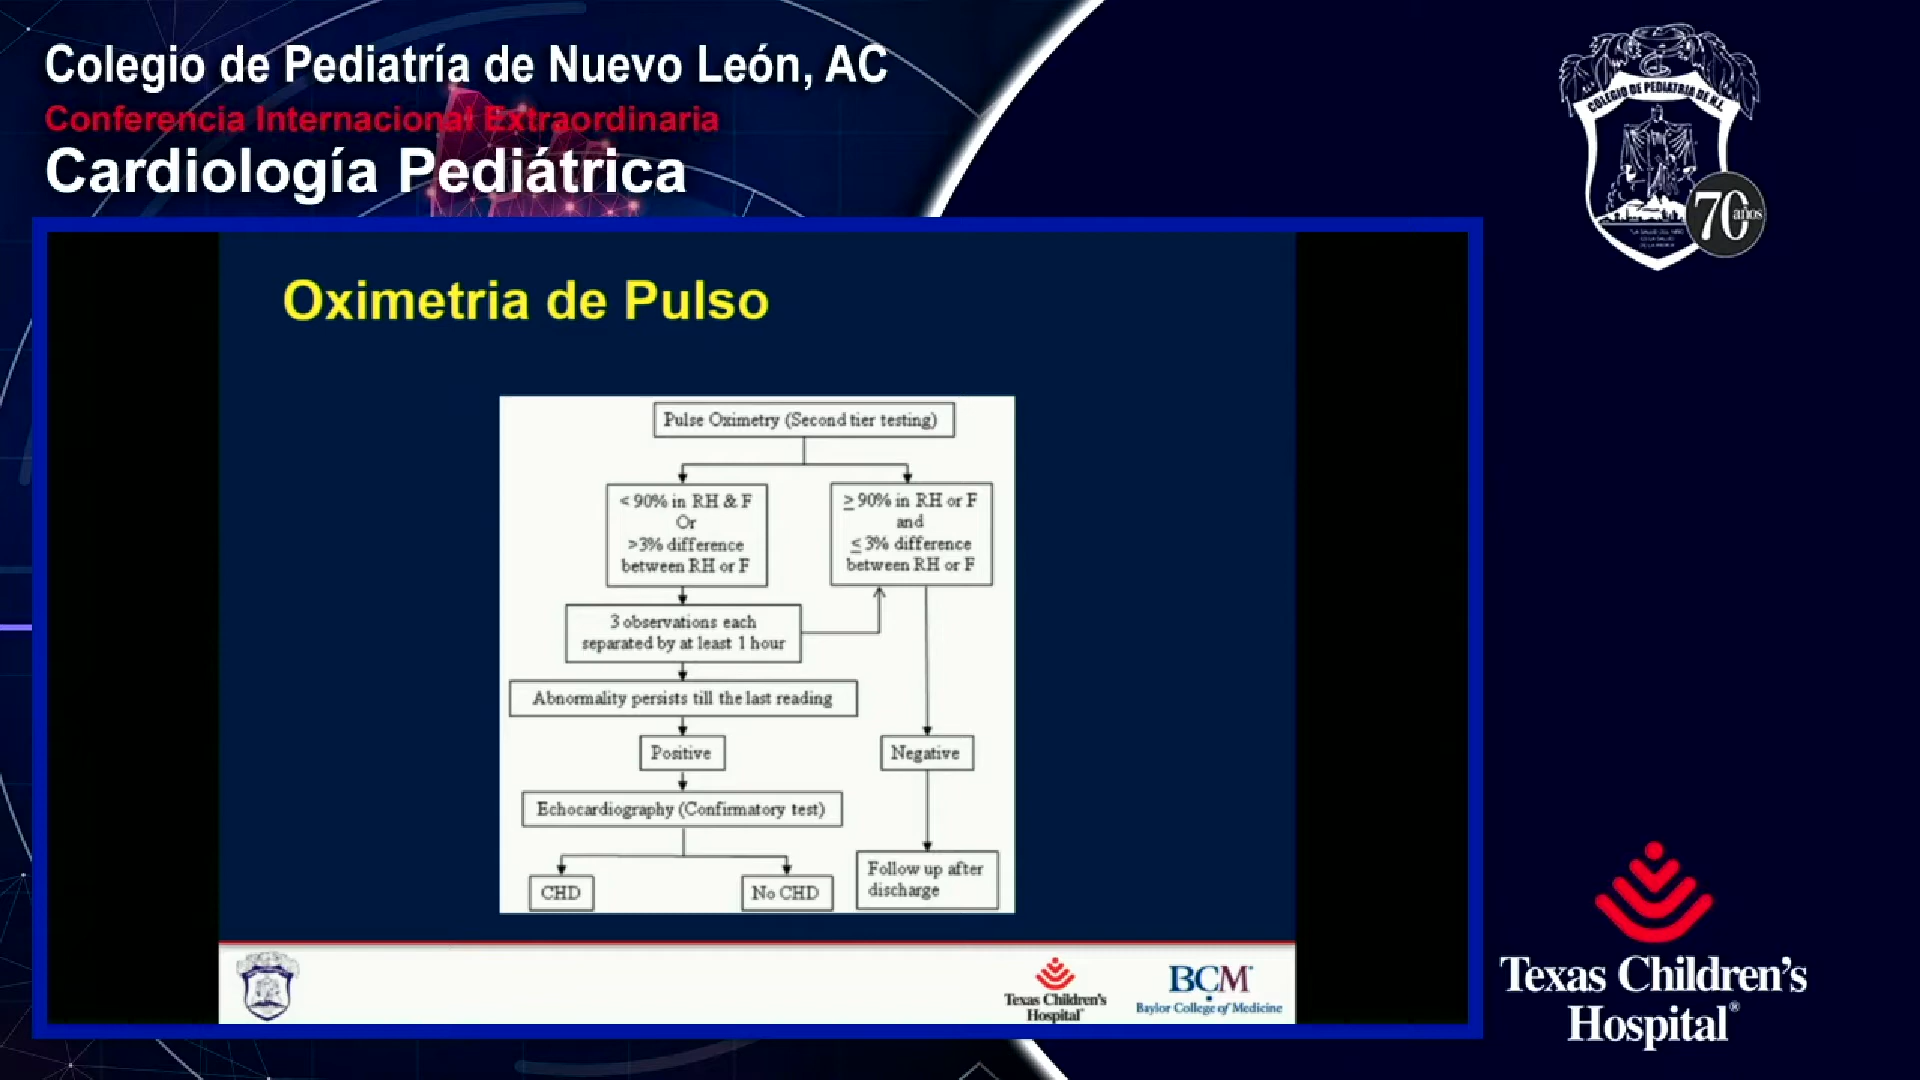 Colegio de Pediatría de Nuevo León, AC
Conferencia Internacional Extraordinaria
Cardiología Pediátrica
COLEGIO DE PEDIATRIA DE N.L.
70 años
Oximetria de Pulso
Pulse Oximetry (Second tier testing)
< 90% in RH & F
Or
>3% difference
between RH or F
≥ 90% in RH or F
and
≤ 3% difference
between RH or F
3 observations each
separated by at least 1 hour
Abnormality persists till the last reading
Positive
Negative
Echocardiography (Confirmatory test)
CHD
No CHD
Follow up after
discharge
Texas Children's
Hospital
BCM
Baylor College of Medicine
Texas Children's
Hospital®